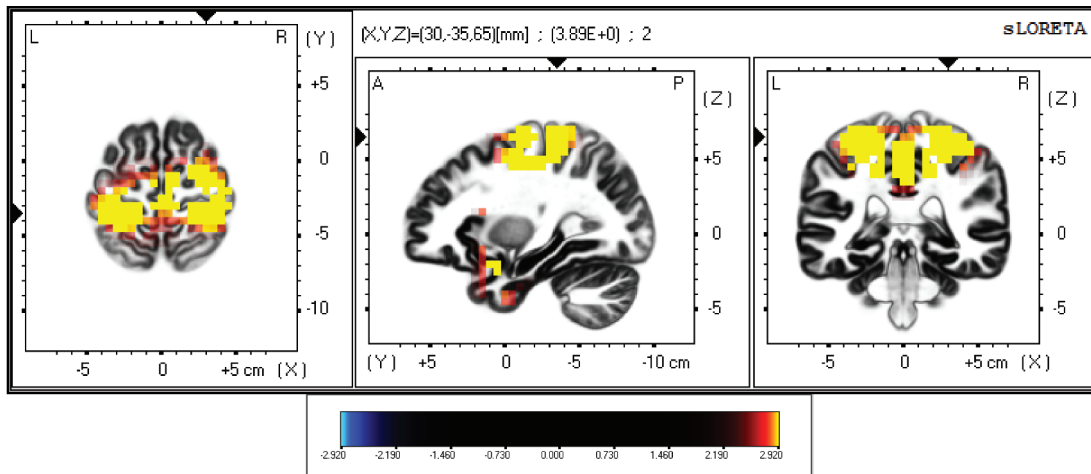 (X,Y,Z)=(30,-35,65)[mm] ; (3.89E+0) ; 2
sLORETA
L R (Y)
+5
0
-5
-10
-5 0 +5 cm (X)
A P (Z)
+5
0
-5
(Y) +5 0 -5 -10 cm
L R (Z)
+5
0
-5
-5 0 +5 cm (X)
-2.920 -2.190 -1.460 -0.730 0.000 0.730 1.460 2.190 2.920